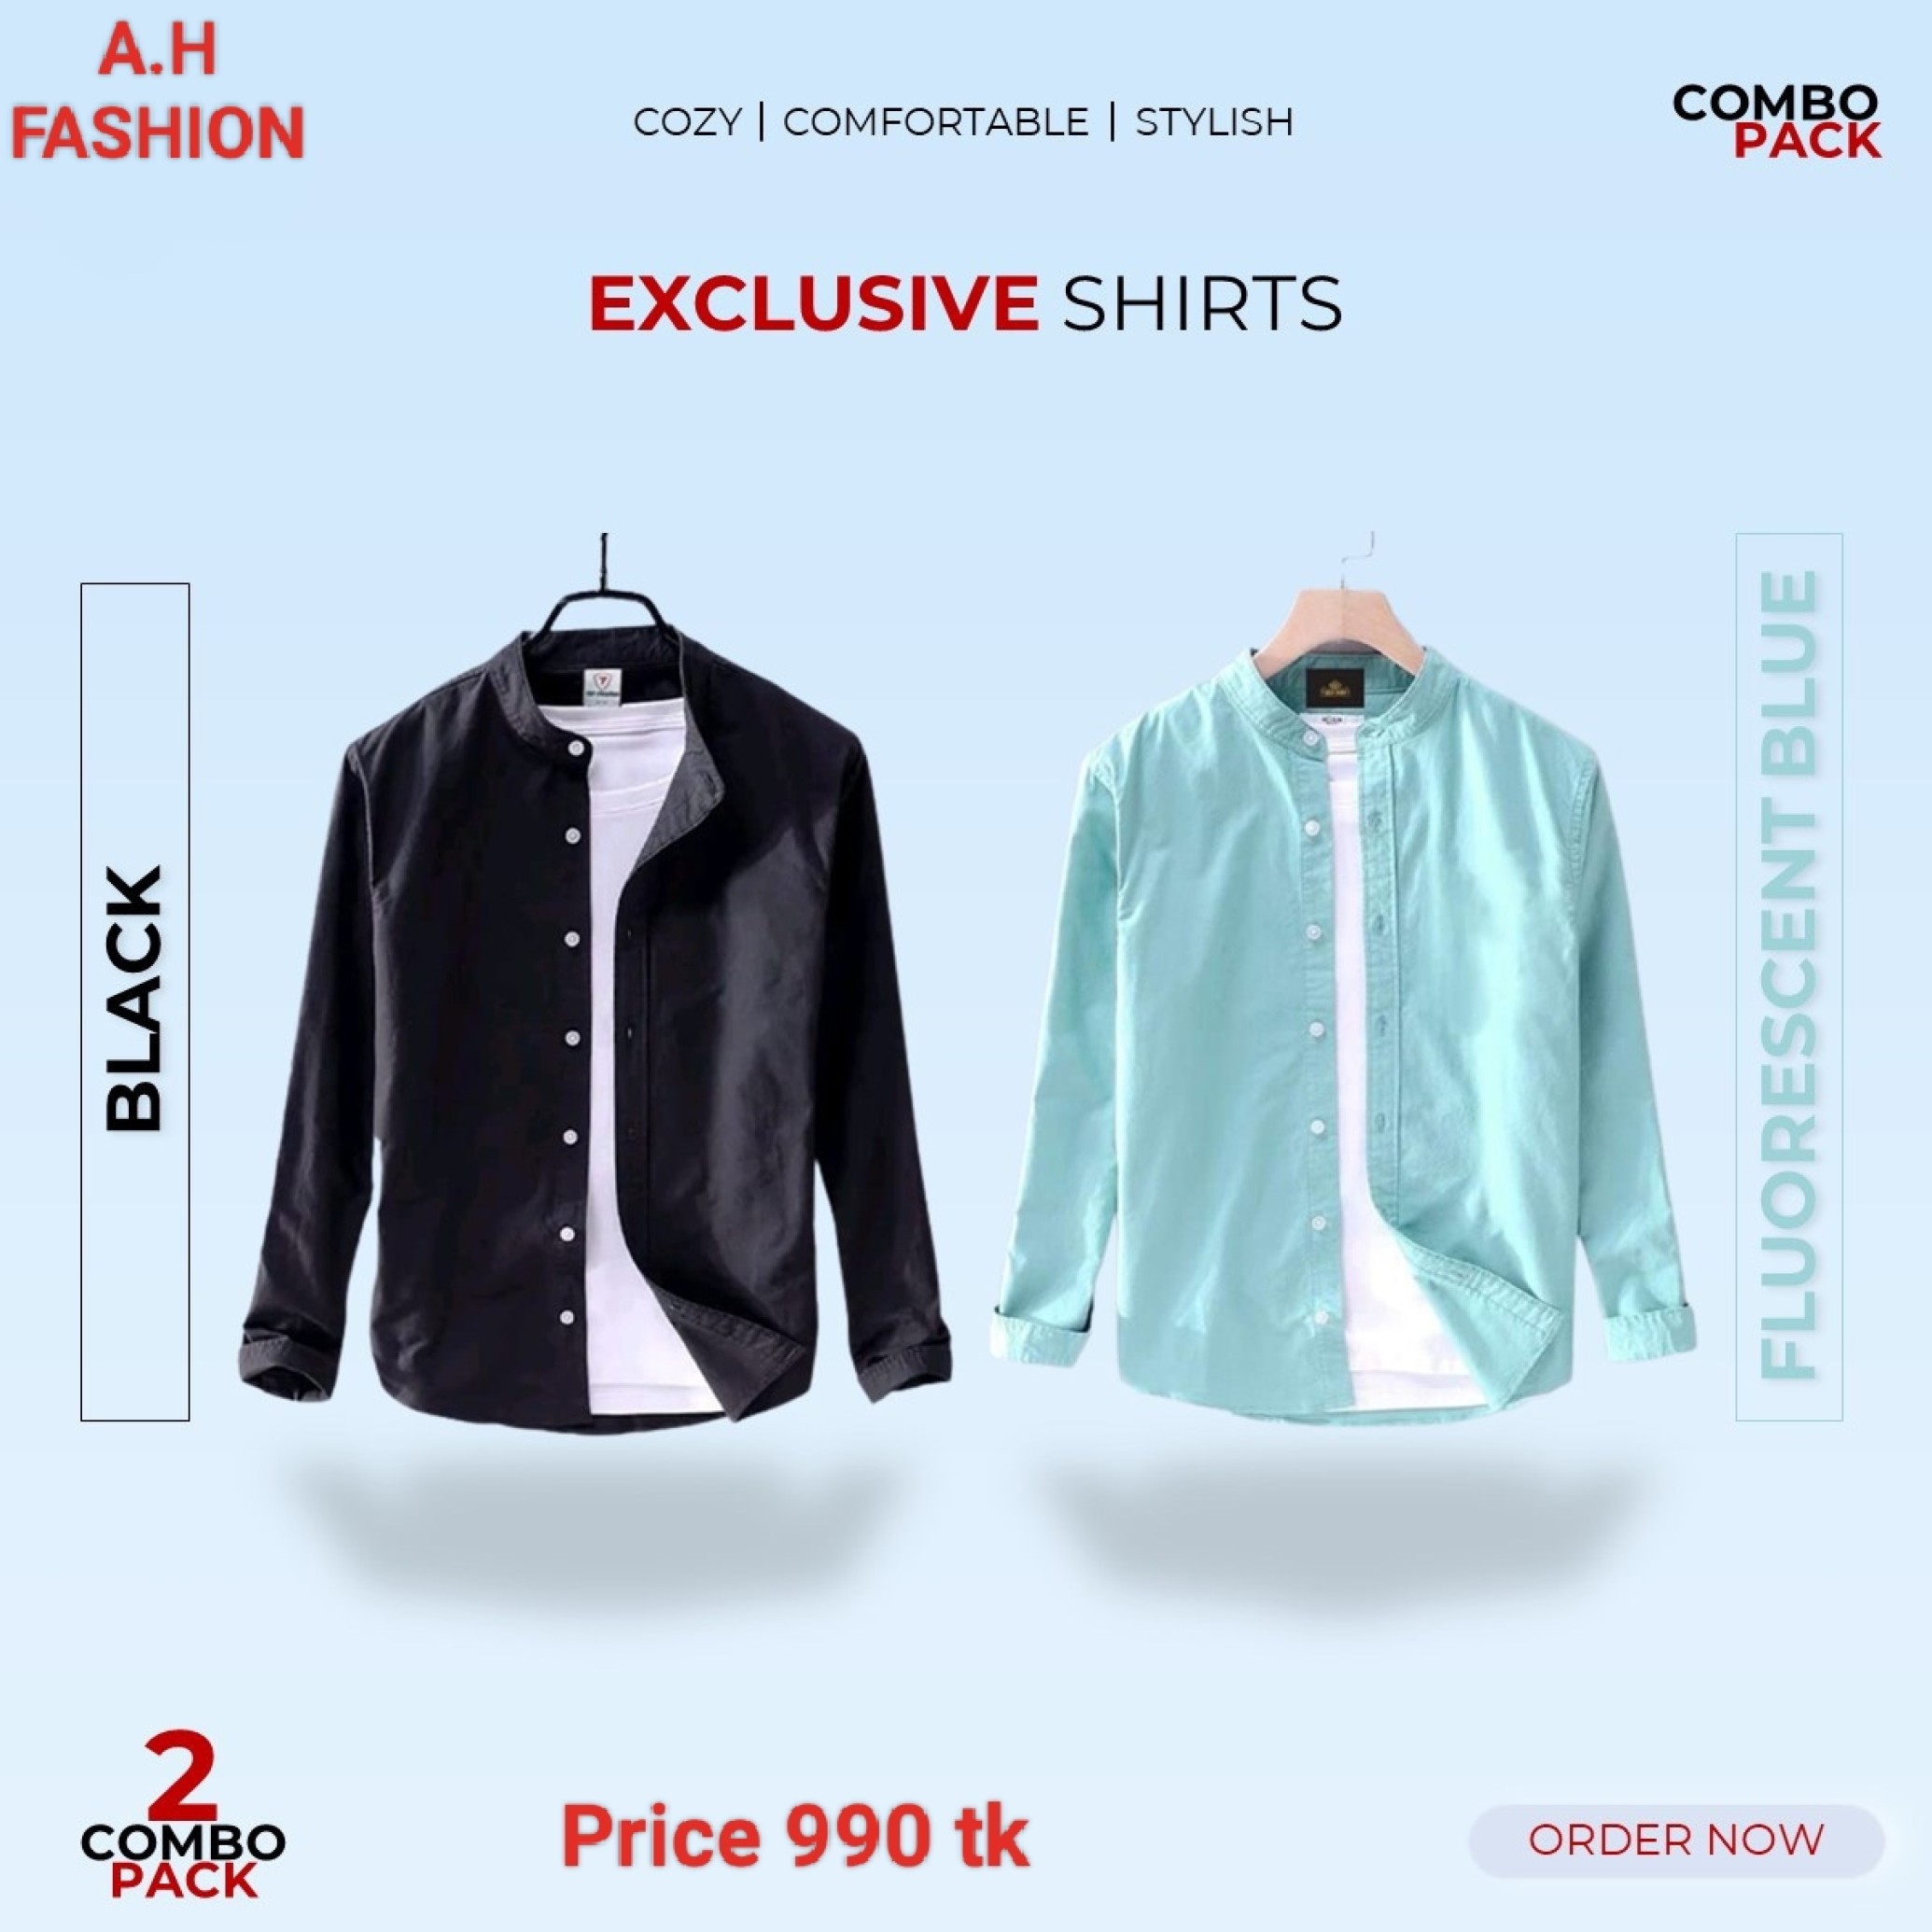 A.H
FASHION
COZY | COMFORTABLE | STYLISH
COMBO
PACK
EXCLUSIVE SHIRTS
BLACK
FLUORESCENT BLUE
2
COMBO
PACK
Price 990 tk
ORDER NOW